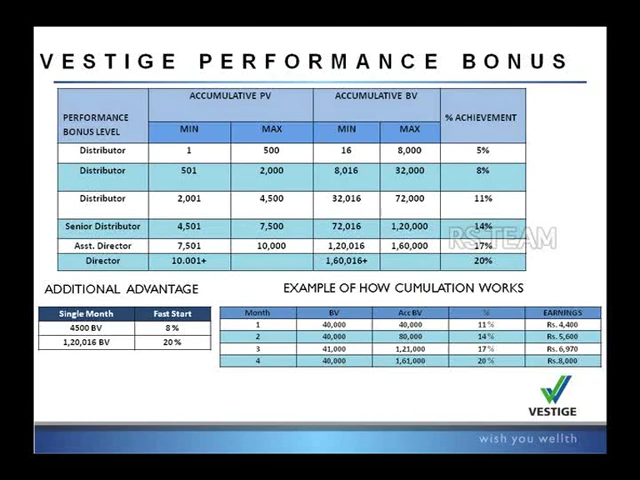 VESTIGE PERFORMANCE BONUS
PERFORMANCE BONUS LEVEL ACCUMULATIVE PV ACCUMULATIVE BV % ACHIEVEMENT
MIN MAX MIN MAX
Distributor 1 500 16 8,000 5%
Distributor 501 2,000 8,016 32,000 8%
Distributor 2,001 4,500 32,016 72,000 11%
Senior Distributor 4,501 7,500 72,016 1,20,000 14%
Asst. Director 7,501 10,000 1,20,016 1,60,000 17%
Director 10.001+ 1,60,016+ 20%
RS TEAM
ADDITIONAL ADVANTAGE
Single Month Fast Start
4500 BV 8 %
1,20,016 BV 20 %
EXAMPLE OF HOW CUMULATION WORKS
Month BV Acc BV % EARNINGS
1 40,000 40,000 11 % Rs. 4,400
2 40,000 80,000 14 % Rs. 5,600
3 41,000 1,21,000 17 % Rs. 6,970
4 40,000 1,61,000 20 % Rs.8,000
VESTIGE
wish you wellth